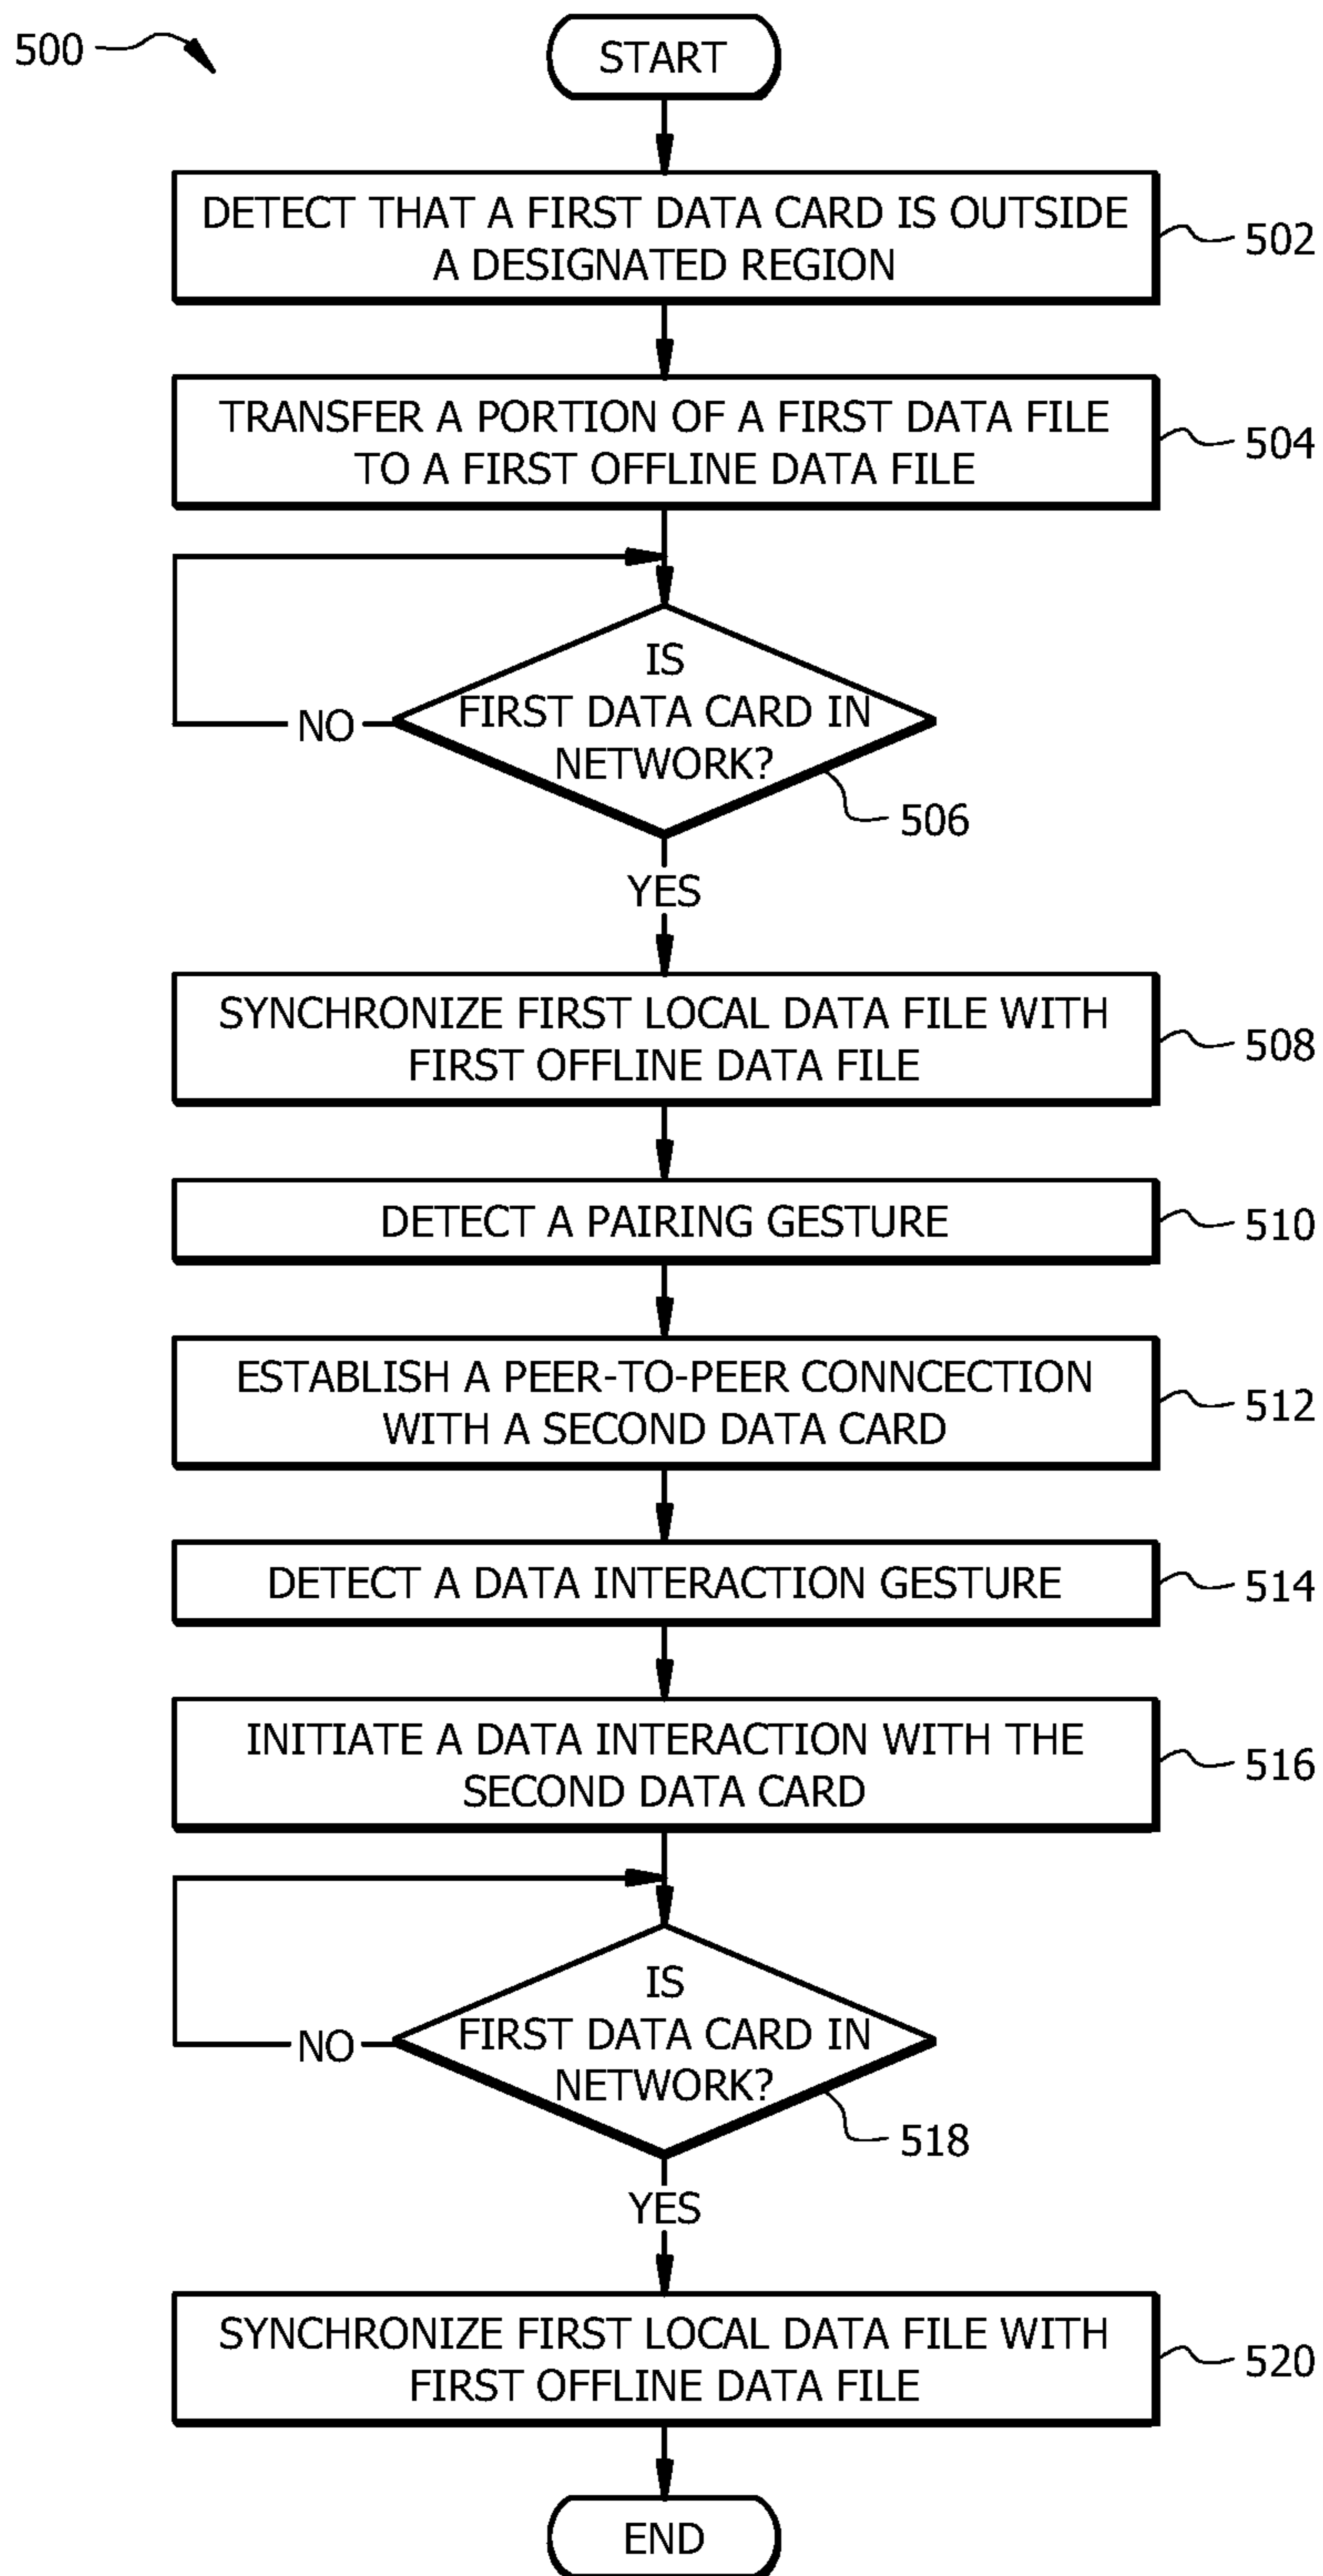 500
START
DETECT THAT A FIRST DATA CARD IS OUTSIDE
A DESIGNATED REGION
502
TRANSFER A PORTION OF A FIRST DATA FILE
TO A FIRST OFFLINE DATA FILE
504
IS
FIRST DATA CARD IN
NETWORK?
NO
506
YES
SYNCHRONIZE FIRST LOCAL DATA FILE WITH
FIRST OFFLINE DATA FILE
508
DETECT A PAIRING GESTURE
510
ESTABLISH A PEER-TO-PEER CONNCECTION
WITH A SECOND DATA CARD
512
DETECT A DATA INTERACTION GESTURE
514
INITIATE A DATA INTERACTION WITH THE
SECOND DATA CARD
516
IS
FIRST DATA CARD IN
NETWORK?
NO
518
YES
SYNCHRONIZE FIRST LOCAL DATA FILE WITH
FIRST OFFLINE DATA FILE
520
END